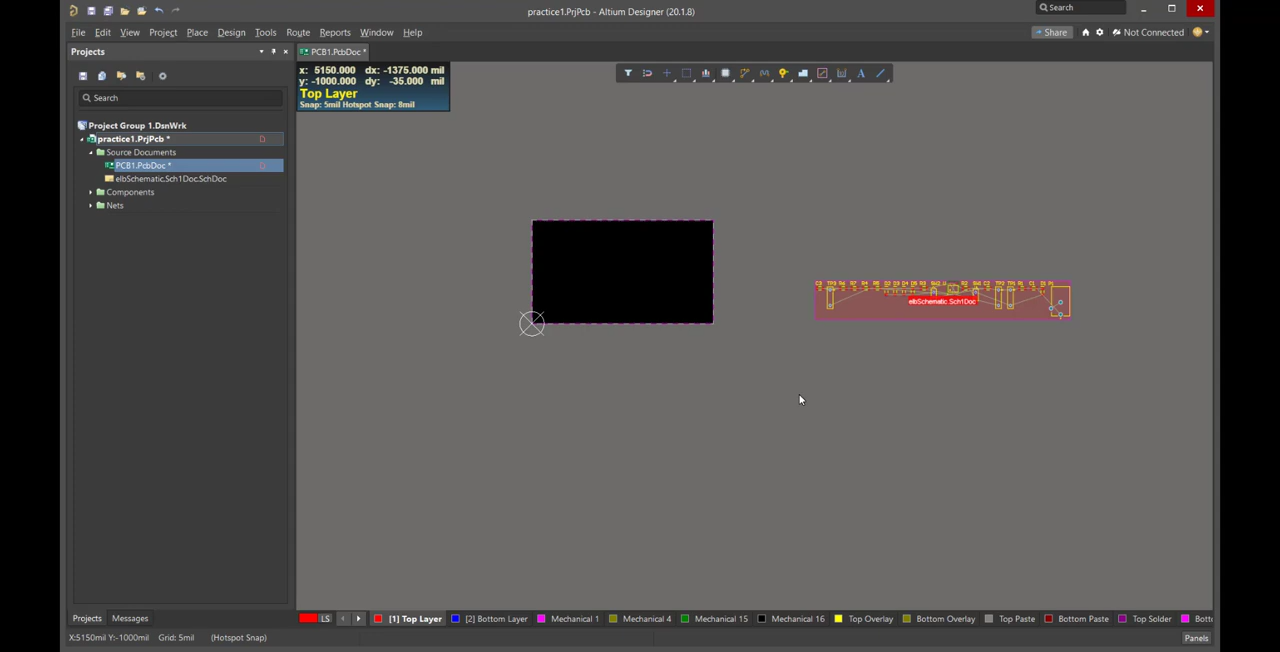 practice1.PrjPcb - Altium Designer (20.1.8)
Search
File Edit View Project Place Design Tools Route Reports Window Help
Share
Not Connected
Projects
PCB1.PcbDoc *
x: 5150.000 dx: -1375.000 mil
y: -1000.000 dy: -35.000 mil
Top Layer
Snap: 5mil Hotspot Snap: 8mil
Search
Project Group 1.DsnWrk
practice1.PrjPcb *
Source Documents
PCB1.PcbDoc *
elbSchematic.Sch1Doc.SchDoc
Components
Nets
elbSchematic.Sch1Doc
LS
[1] Top Layer
[2] Bottom Layer
Mechanical 1
Mechanical 4
Mechanical 15
Mechanical 16
Top Overlay
Bottom Overlay
Top Paste
Bottom Paste
Top Solder
Bott
Projects Messages
X:5150mil Y:-1000mil Grid: 5mil (Hotspot Snap)
Panels